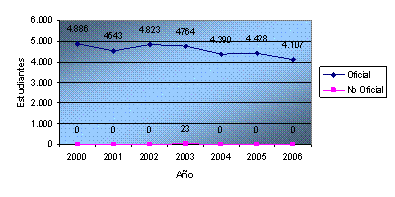 6.000
5.000
4.000
3.000
2.000
1.000
0
Estudiantes
4.886 4543 4.823 4764 4.390 4.428 4.107
0 0 0 23 0 0 0
2000 2001 2002 2003 2004 2005 2006
Año
Oficial
No Oficial